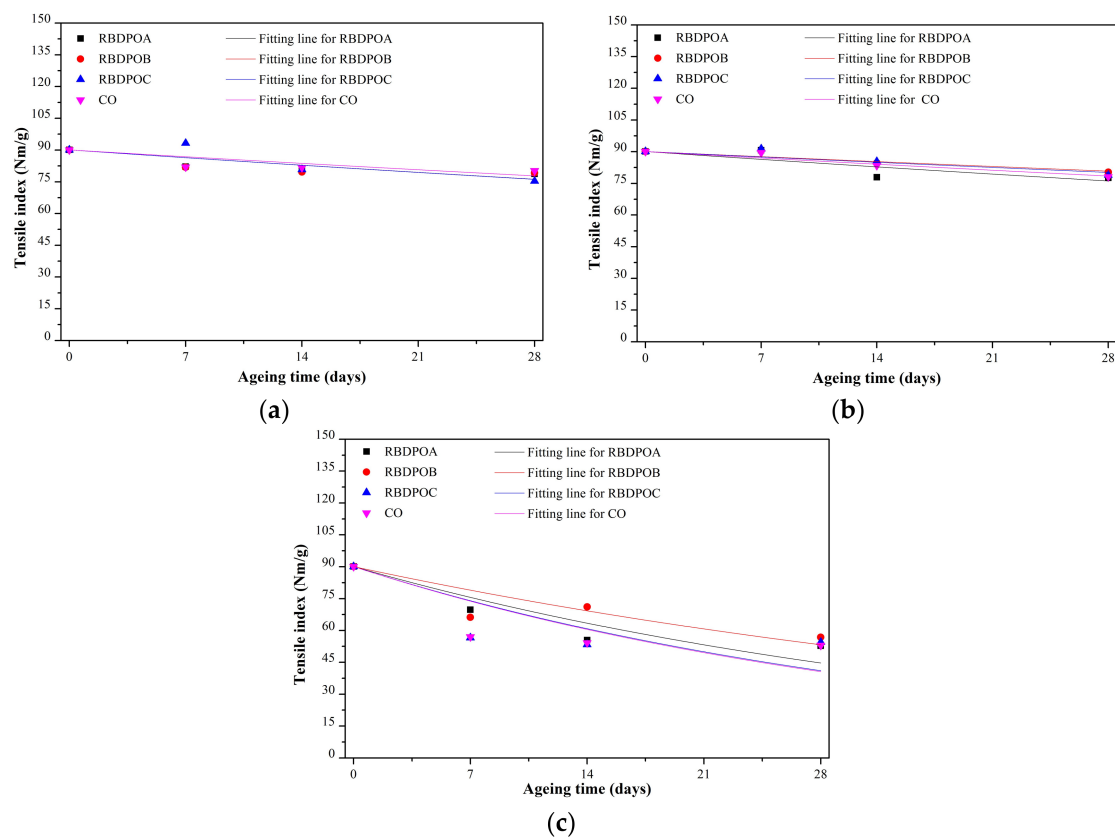 150
135
120
105
90
75
60
45
30
15
0
Tensile index (Nm/g)
RBDPOA Fitting line for RBDPOA
RBDPOB Fitting line for RBDPOB
RBDPOC Fitting line for RBDPOC
CO Fitting line for CO
0 7 14 21 28
Ageing time (days)
(a)
150
135
120
105
90
75
60
45
30
15
0
Tensile index (Nm/g)
RBDPOA Fitting line for RBDPOA
RBDPOB Fitting line for RBDPOB
RBDPOC Fitting line for RBDPOC
CO Fitting line for CO
0 7 14 21 28
Ageing time (days)
(b)
150
135
120
105
90
75
60
45
30
15
0
Tensile index (Nm/g)
RBDPOA Fitting line for RBDPOA
RBDPOB Fitting line for RBDPOB
RBDPOC Fitting line for RBDPOC
CO Fitting line for CO
0 7 14 21 28
Ageing time (days)
(c)